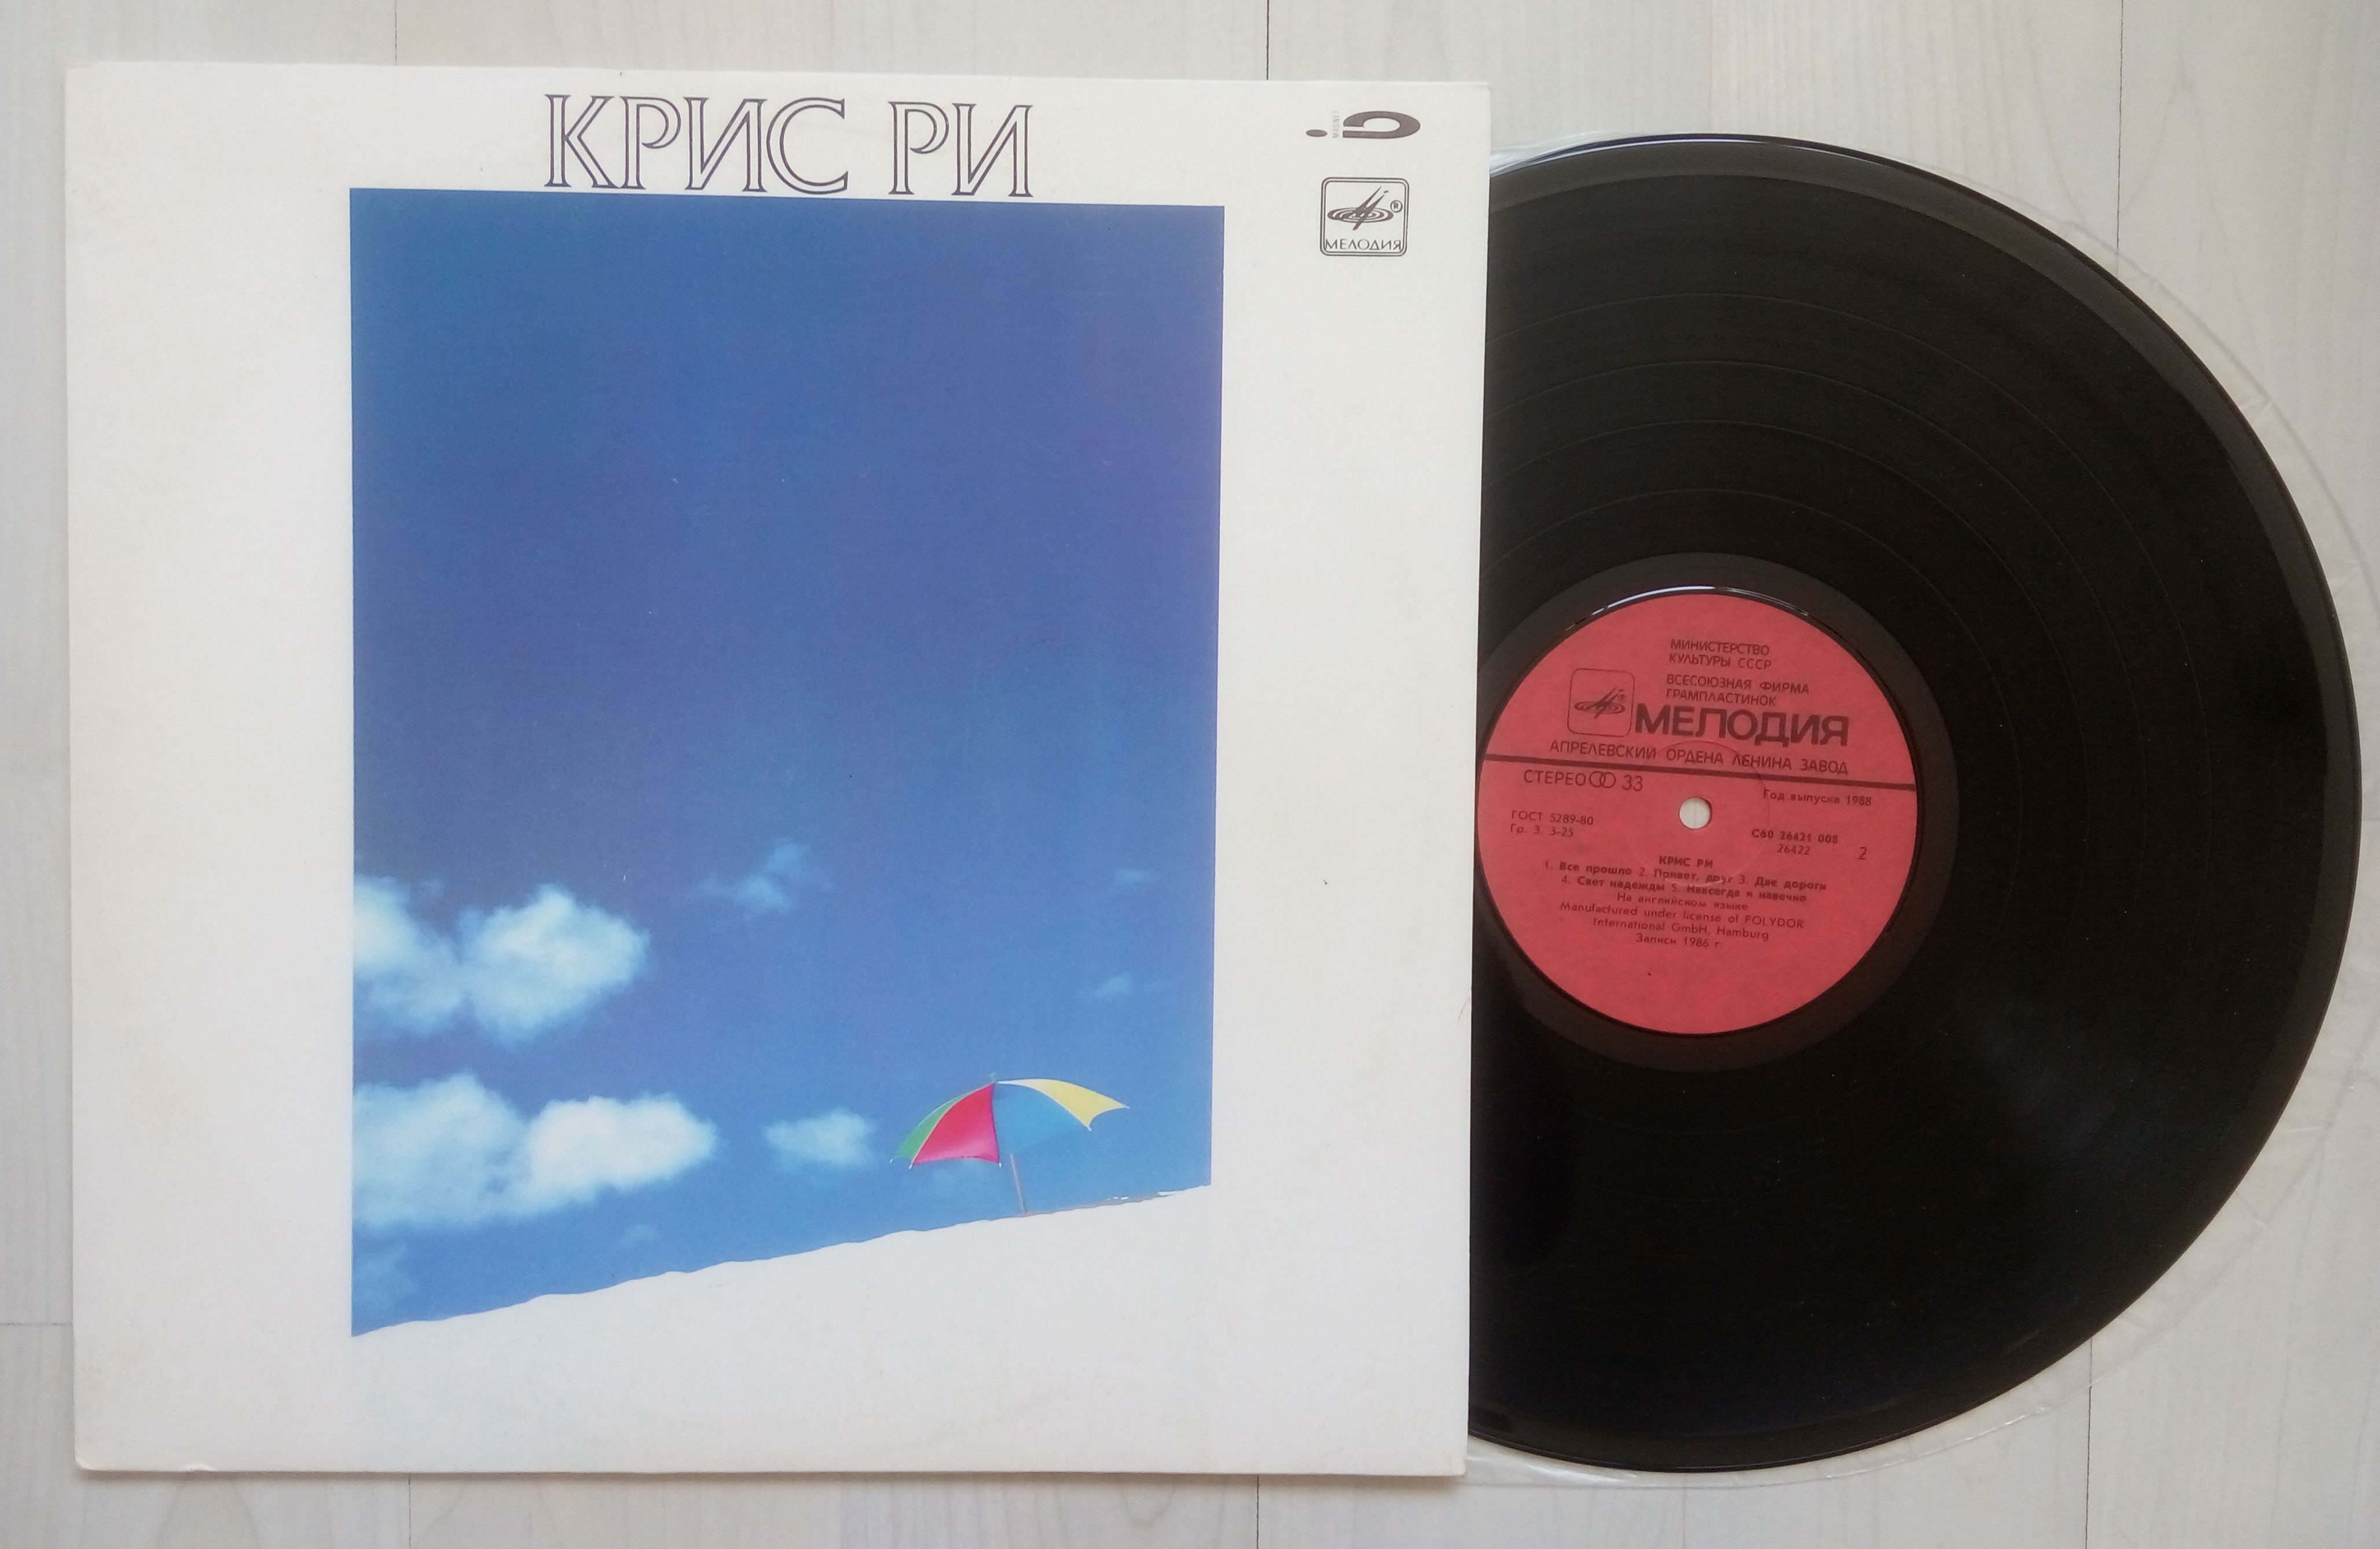 КРИС РИ
MAGNET
®
МЕЛОДИЯ
МИНИСТЕРСТВО
КУЛЬТУРЫ СССР
ВСЕСОЮЗНАЯ ФИРМА
ГРАМПЛАСТИНОК
МЕЛОДИЯ
АПРЕЛЕВСКИЙ ОРДЕНА ЛЕНИНА ЗАВОД
СТЕРЕО 33
Год выпуска 1988
ГОСТ 5289-80
Гр. 3. 3-25
С60 26421 008
26422
2
КРИС РИ
1. Все прошло 2. Привет, друг 3. Две дороги
4. Свет надежды 5. Навсегда и навечно
На английском языке
Manufactured under license of POLYDOR
International GmbH, Hamburg
Запись 1986 г.